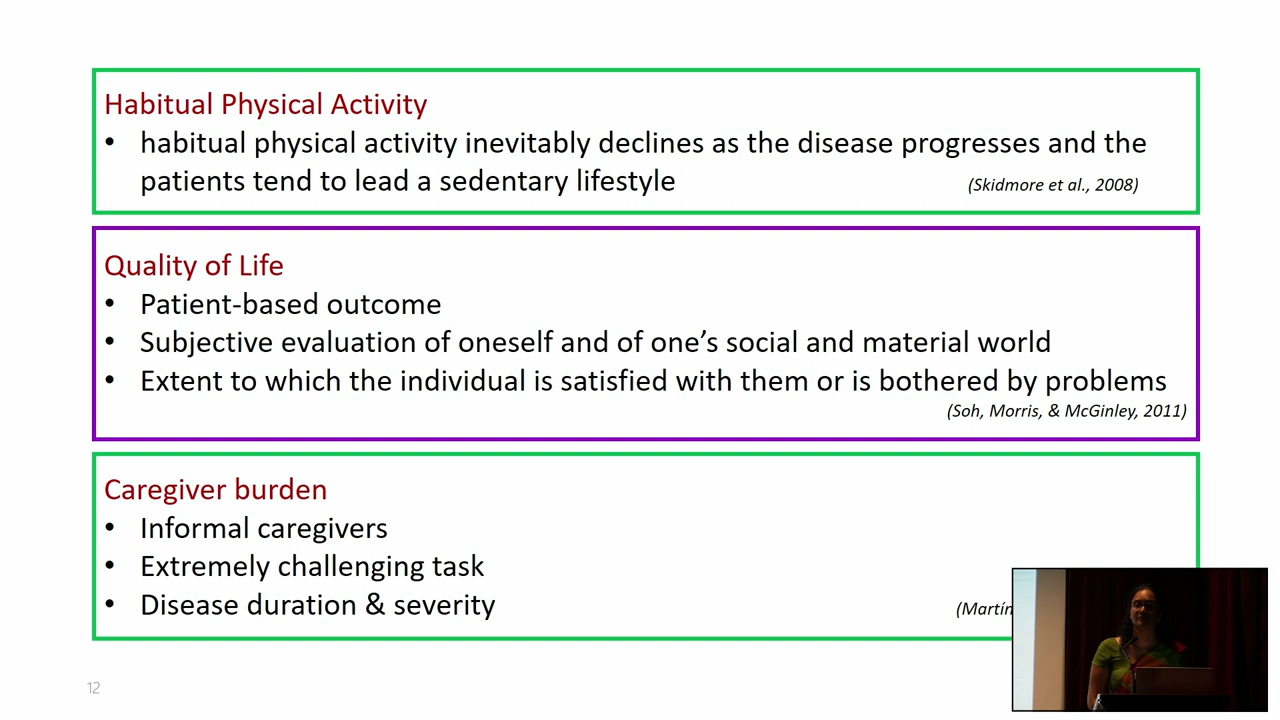 Habitual Physical Activity
• habitual physical activity inevitably declines as the disease progresses and the
patients tend to lead a sedentary lifestyle (Skidmore et al., 2008)
Quality of Life
• Patient-based outcome
• Subjective evaluation of oneself and of one’s social and material world
• Extent to which the individual is satisfied with them or is bothered by problems
(Soh, Morris, & McGinley, 2011)
Caregiver burden
• Informal caregivers
• Extremely challenging task
• Disease duration & severity
12